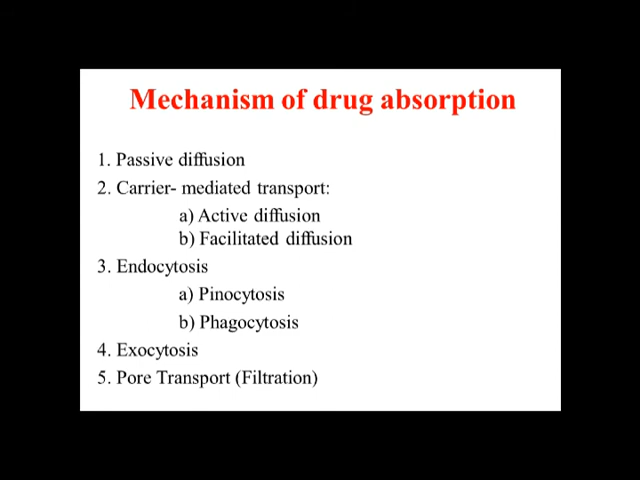 Mechanism of drug absorption
1. Passive diffusion
2. Carrier- mediated transport:
a) Active diffusion
b) Facilitated diffusion
3. Endocytosis
a) Pinocytosis
b) Phagocytosis
4. Exocytosis
5. Pore Transport (Filtration)